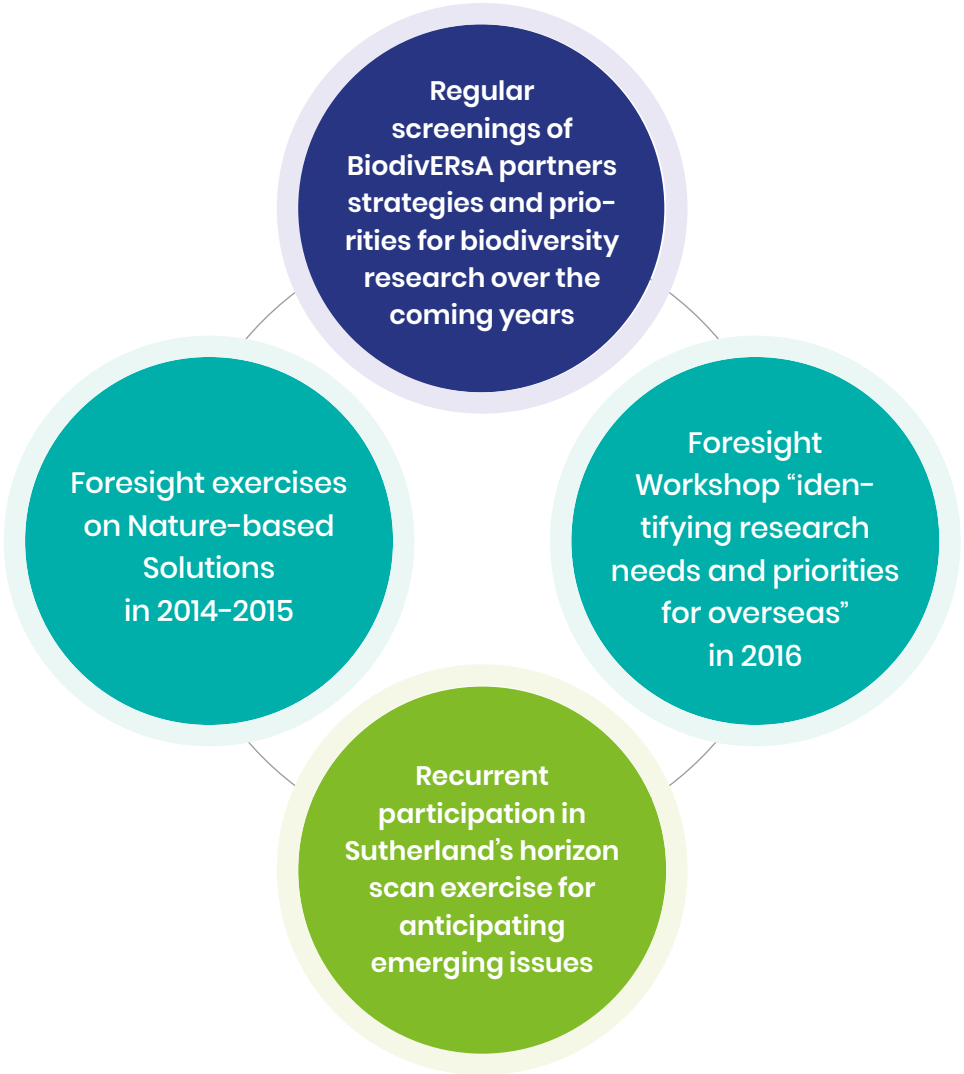 Regular
screenings of
BiodivERsA partners
strategies and prio-
rities for biodiversity
research over the
coming years
Foresight exercises
on Nature-based
Solutions
in 2014-2015
Foresight
Workshop “iden-
tifying research
needs and priorities
for overseas”
in 2016
Recurrent
participation in
Sutherland’s horizon
scan exercise for
anticipating
emerging issues